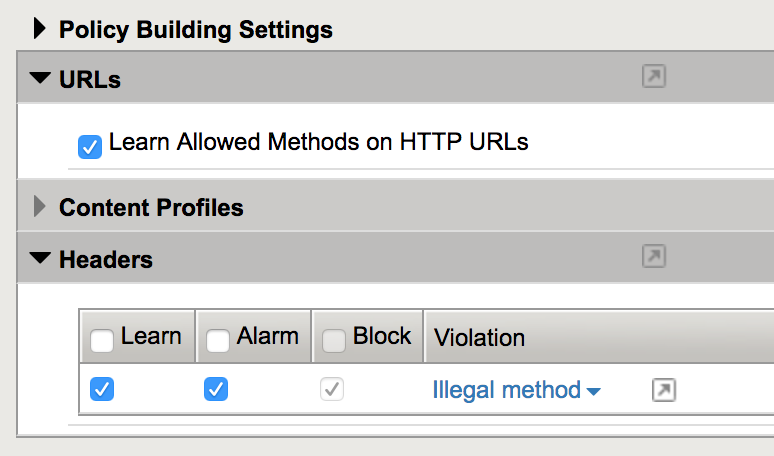 Policy Building Settings
URLs
Learn Allowed Methods on HTTP URLs
Content Profiles
Headers
Learn Alarm Block Violation
Illegal method